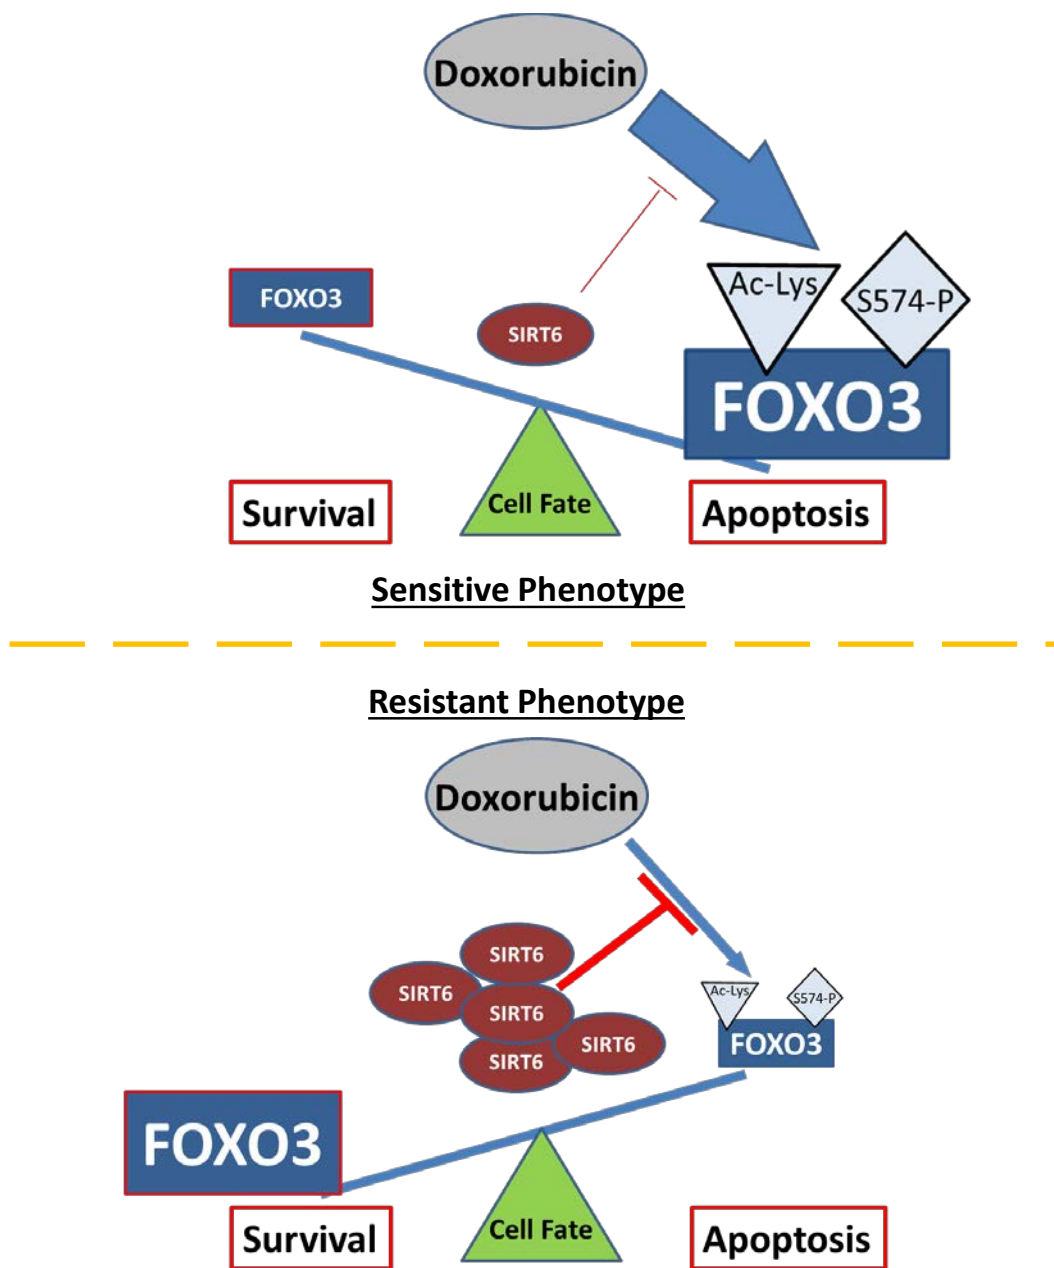 Doxorubicin
Ac-Lys
S574-P
FOXO3
SIRT6
FOXO3
Cell Fate
Survival
Apoptosis
Sensitive Phenotype
Resistant Phenotype
Doxorubicin
SIRT6
SIRT6
SIRT6
SIRT6
SIRT6
Ac-Lys
S574-P
FOXO3
FOXO3
Cell Fate
Survival
Apoptosis